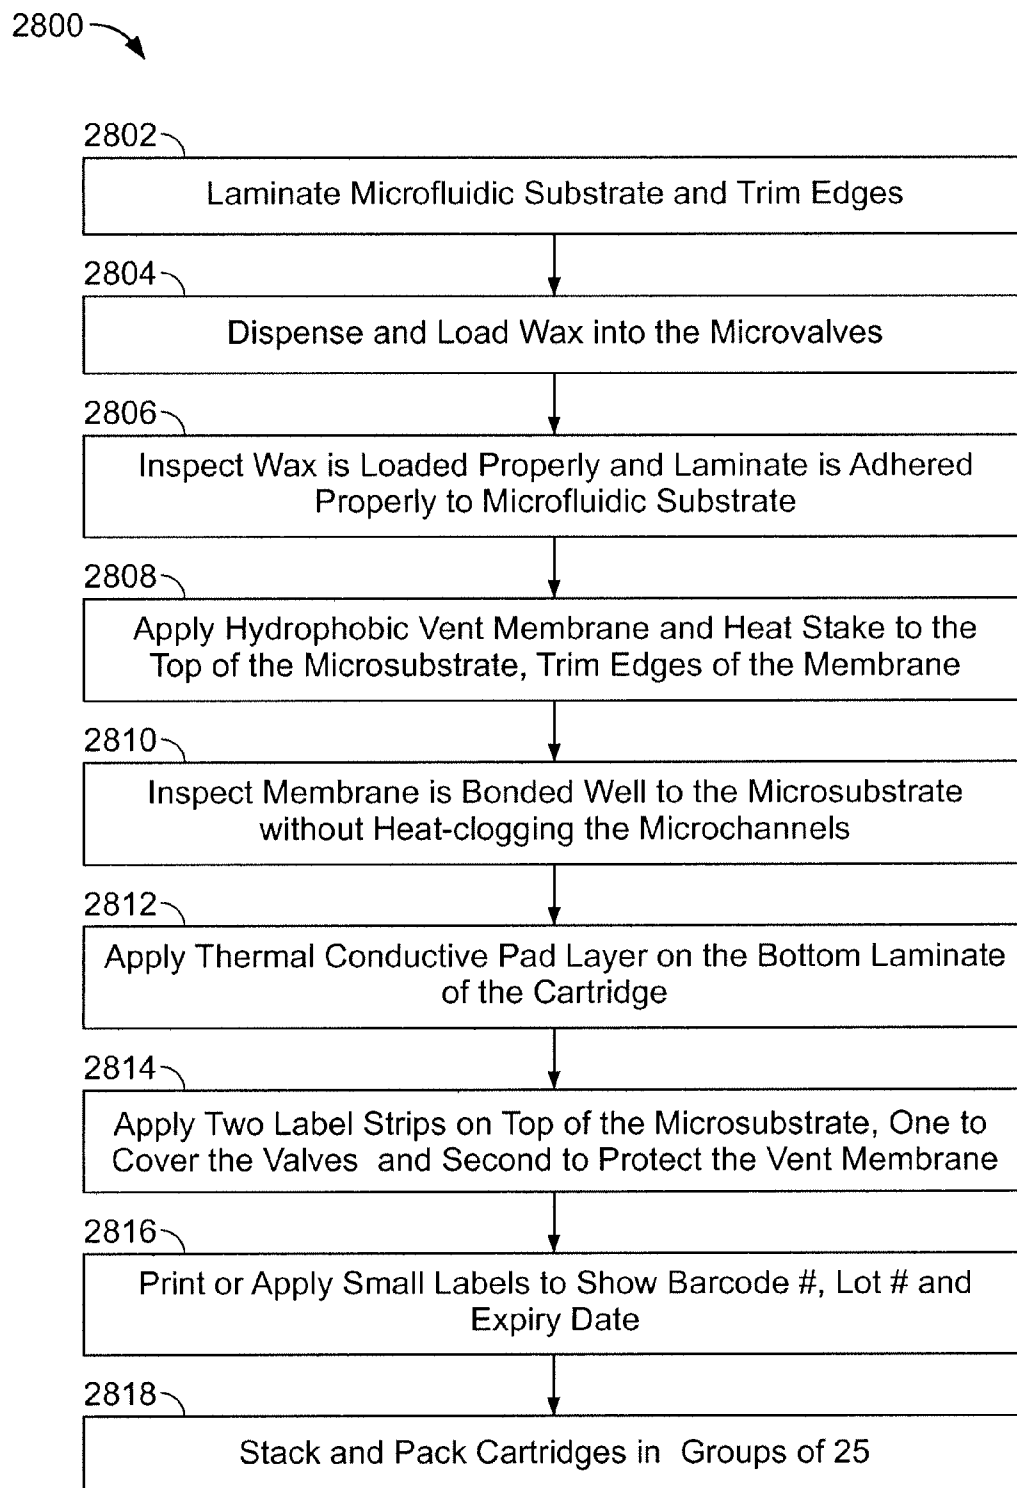 2800
2802
Laminate Microfluidic Substrate and Trim Edges
2804
Dispense and Load Wax into the Microvalves
2806
Inspect Wax is Loaded Properly and Laminate is Adhered
Properly to Microfluidic Substrate
2808
Apply Hydrophobic Vent Membrane and Heat Stake to the
Top of the Microsubstrate, Trim Edges of the Membrane
2810
Inspect Membrane is Bonded Well to the Microsubstrate
without Heat-clogging the Microchannels
2812
Apply Thermal Conductive Pad Layer on the Bottom Laminate
of the Cartridge
2814
Apply Two Label Strips on Top of the Microsubstrate, One to
Cover the Valves and Second to Protect the Vent Membrane
2816
Print or Apply Small Labels to Show Barcode #, Lot # and
Expiry Date
2818
Stack and Pack Cartridges in Groups of 25